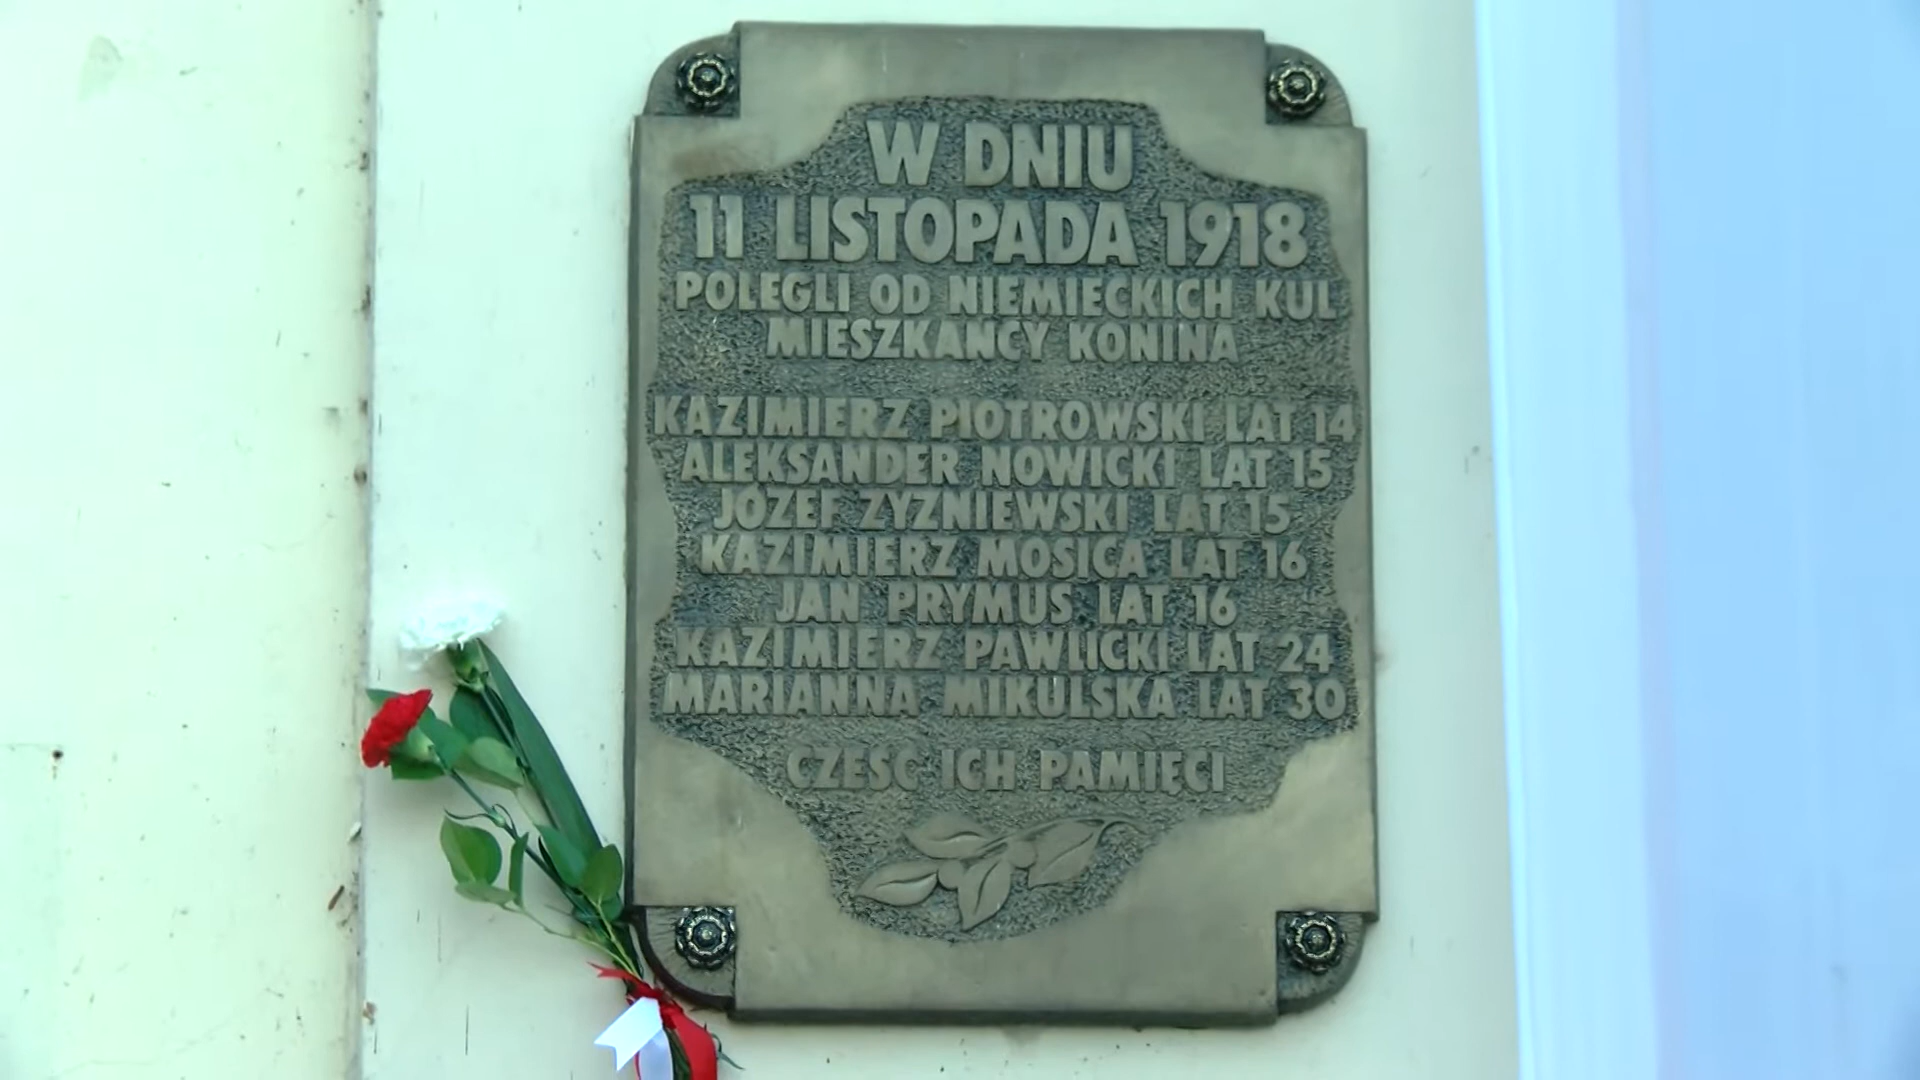 W DNIU
11 LISTOPADA 1918
POLEGLI OD NIEMIECKICH KUL
MIESZKANCY KONINA
KAZIMIERZ PIOTROWSKI LAT 14
ALEKSANDER NOWICKI LAT 15
JÓZEF ZYZNIEWSKI LAT 15
KAZIMIERZ MOSICA LAT 16
JAN PRYMUS LAT 16
KAZIMIERZ PAWLICKI LAT 24
MARIANNA MIKULSKA LAT 30
CZESC ICH PAMIĘCI